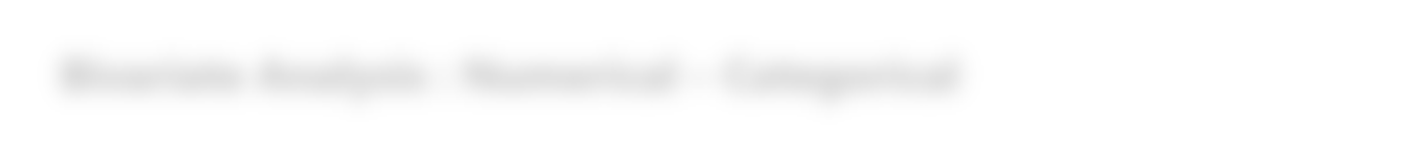 Bivariate Analysis : Numerical - Categorical